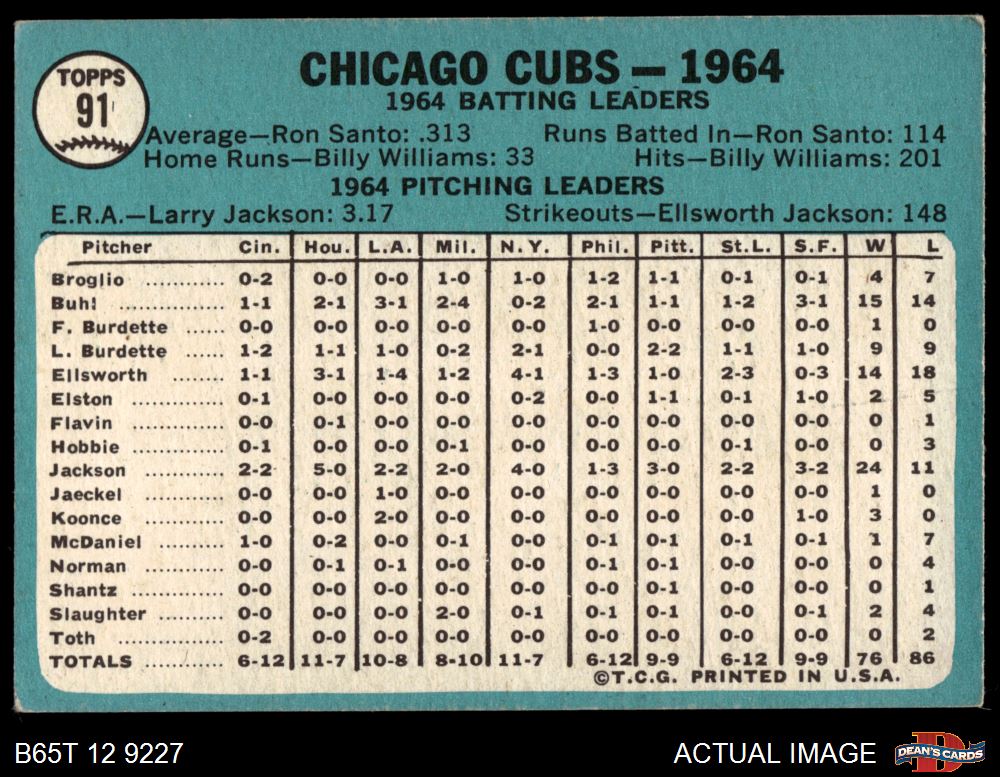 CHICAGO CUBS — 1964
TOPPS
91
1964 BATTING LEADERS
Average—Ron Santo: .313 Runs Batted In—Ron Santo: 114
Home Runs—Billy Williams: 33 Hits—Billy Williams: 201
1964 PITCHING LEADERS
E.R.A.—Larry Jackson: 3.17 Strikeouts—Ellsworth Jackson: 148
Pitcher Cin. Hou. L.A. Mil. N.Y. Phil. Pitt. St.L. S.F. W L
Broglio ............ 0-2 0-0 0-0 1-0 1-0 1-2 1-1 0-1 0-1 4 7
Buhl ................ 1-1 2-1 3-1 2-4 0-2 2-1 1-1 1-2 3-1 15 14
F. Burdette ...... 0-0 0-0 0-0 0-0 0-0 1-0 0-0 0-0 0-0 1 0
L. Burdette ...... 1-2 1-1 1-0 0-2 2-1 0-0 2-2 1-1 1-0 9 9
Ellsworth ........ 1-1 3-1 1-4 1-2 4-1 1-3 1-0 2-3 0-3 14 18
Elston .............. 0-1 0-0 0-0 0-0 0-2 0-0 1-1 0-1 1-0 2 5
Flavin .............. 0-0 0-1 0-0 0-0 0-0 0-0 0-0 0-0 0-0 0 1
Hobbie .............. 0-1 0-0 0-0 0-1 0-0 0-0 0-0 0-1 0-0 0 3
Jackson ............ 2-2 5-0 2-2 2-0 4-0 1-3 3-0 2-2 3-2 24 11
Jaeckel ............ 0-0 0-0 1-0 0-0 0-0 0-0 0-0 0-0 0-0 1 0
Koonce ............ 0-0 0-0 2-0 0-0 0-0 0-0 0-0 0-0 1-0 3 0
McDaniel .......... 1-0 0-2 0-0 0-1 0-0 0-1 0-1 0-1 0-1 1 7
Norman ............ 0-0 0-1 0-1 0-0 0-0 0-1 0-1 0-0 0-0 0 4
Shantz .............. 0-0 0-0 0-0 0-0 0-0 0-0 0-1 0-0 0-0 0 1
Slaughter .......... 0-0 0-0 0-0 2-0 0-1 0-1 0-1 0-0 0-1 2 4
Toth ................ 0-2 0-0 0-0 0-0 0-0 0-0 0-0 0-0 0-0 0 2
TOTALS ............ 6-12 11-7 10-8 8-10 11-7 6-12 9-9 6-12 9-9 76 86
©T.C.G. PRINTED IN U.S.A.
B65T 12 9227 ACTUAL IMAGE DEAN'S CARDS